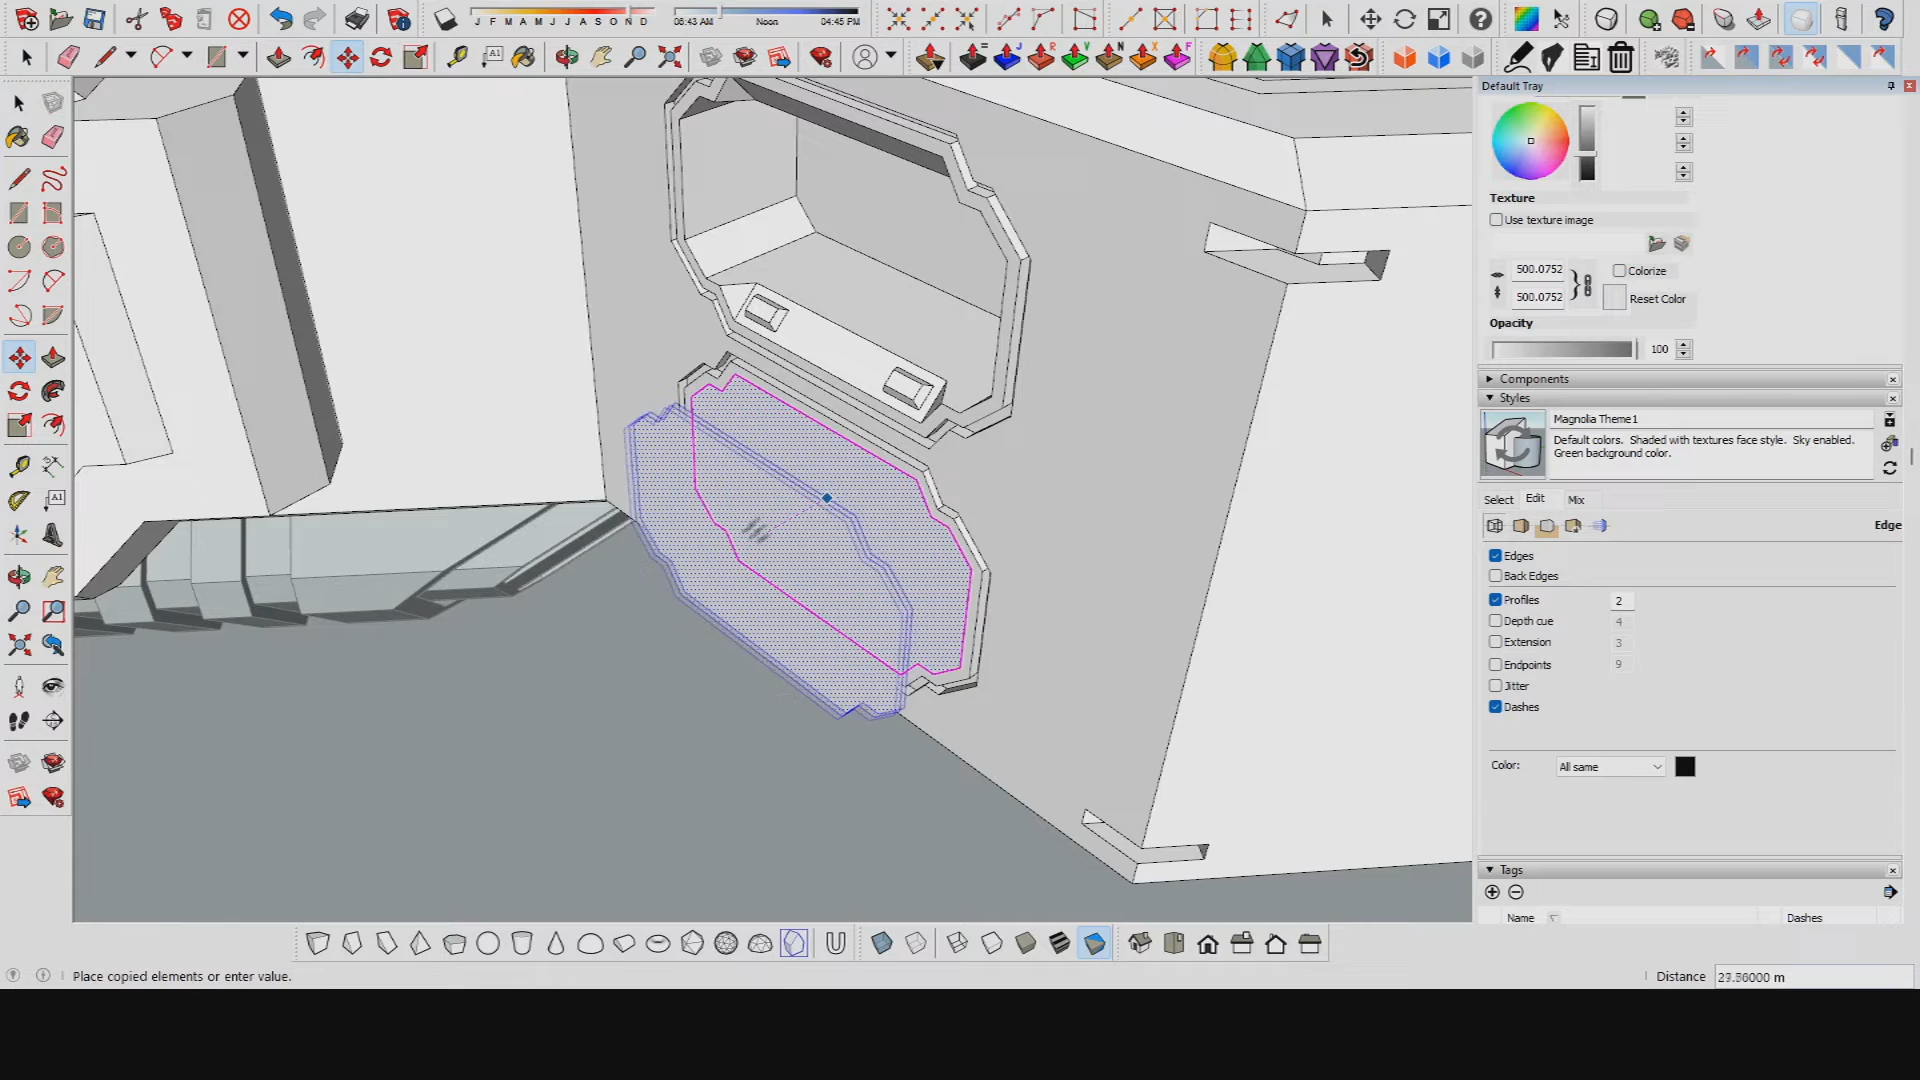 J F M A M J J A S O N D
06:43 AM Noon 04:45 PM
Default Tray
Texture
Use texture image
500.0752
Colorize
500.0752
Reset Color
Opacity
100
Components
Styles
Magnolia Theme1
Default colors. Shaded with textures face style. Sky enabled.
Green background color.
Select Edit Mix
Edge
Edges
Back Edges
Profiles 2
Depth cue 4
Extension 3
Endpoints 9
Jitter
Dashes
Color: All same
Tags
Name Dashes
Place copied elements or enter value.
Distance